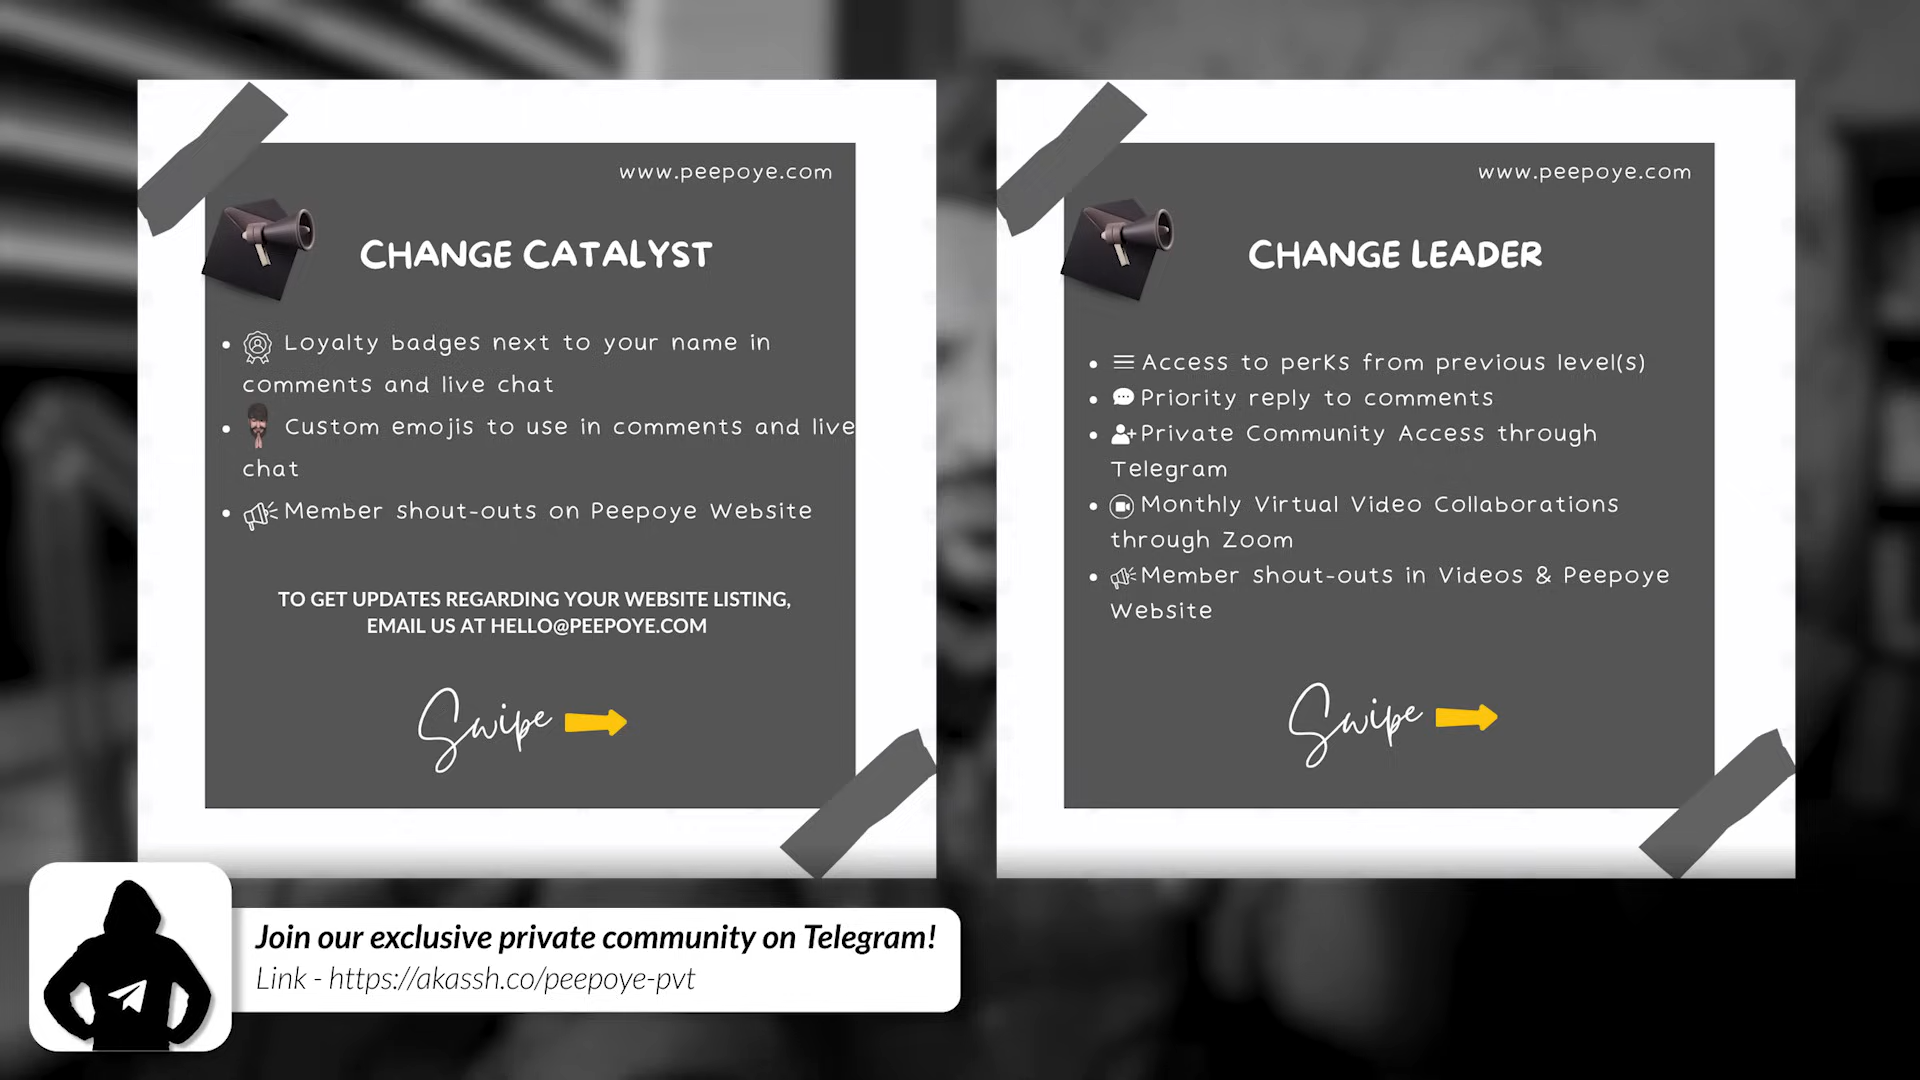 www.peepoye.com
CHANGE CATALYST
Loyalty badges next to your name in
comments and live chat
Custom emojis to use in comments and live
chat
Member shout-outs on Peepoye Website
TO GET UPDATES REGARDING YOUR WEBSITE LISTING,
EMAIL US AT HELLO@PEEPOYE.COM
Swipe
www.peepoye.com
CHANGE LEADER
Access to perks from previous level(s)
Priority reply to comments
Private Community Access through
Telegram
Monthly Virtual Video Collaborations
through Zoom
Member shout-outs in Videos & Peepoye
Website
Swipe
Join our exclusive private community on Telegram!
Link - https://akassh.co/peepoye-pvt